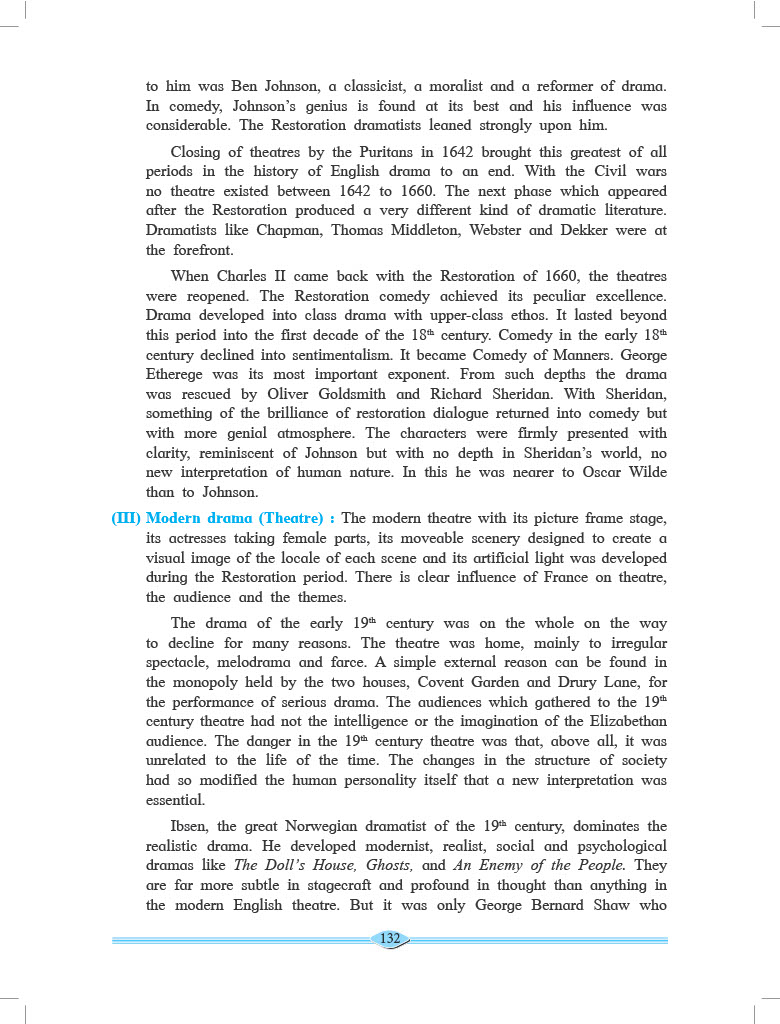 to him was Ben Johnson, a classicist, a moralist and a reformer of drama.
In comedy, Johnson's genius is found at its best and his influence was
considerable. The Restoration dramatists leaned strongly upon him.
Closing of theatres by the Puritans in 1642 brought this greatest of all
periods in the history of English drama to an end. With the Civil wars
no theatre existed between 1642 to 1660. The next phase which appeared
after the Restoration produced a very different kind of dramatic literature.
Dramatists like Chapman, Thomas Middleton, Webster and Dekker were at
the forefront.
When Charles II came back with the Restoration of 1660, the theatres
were reopened. The Restoration comedy achieved its peculiar excellence.
Drama developed into class drama with upper-class ethos. It lasted beyond
this period into the first decade of the 18th century. Comedy in the early 18th
century declined into sentimentalism. It became Comedy of Manners. George
Etherege was its most important exponent. From such depths the drama
was rescued by Oliver Goldsmith and Richard Sheridan. With Sheridan,
something of the brilliance of restoration dialogue returned into comedy but
with more genial atmosphere. The characters were firmly presented with
clarity, reminiscent of Johnson but with no depth in Sheridan's world, no
new interpretation of human nature. In this he was nearer to Oscar Wilde
than to Johnson.
(III) Modern drama (Theatre) : The modern theatre with its picture frame stage,
its actresses taking female parts, its moveable scenery designed to create a
visual image of the locale of each scene and its artificial light was developed
during the Restoration period. There is clear influence of France on theatre,
the audience and the themes.
The drama of the early 19th century was on the whole on the way
to decline for many reasons. The theatre was home, mainly to irregular
spectacle, melodrama and farce. A simple external reason can be found in
the monopoly held by the two houses, Covent Garden and Drury Lane, for
the performance of serious drama. The audiences which gathered to the 19th
century theatre had not the intelligence or the imagination of the Elizabethan
audience. The danger in the 19th century theatre was that, above all, it was
unrelated to the life of the time. The changes in the structure of society
had so modified the human personality itself that a new interpretation was
essential.
Ibsen, the great Norwegian dramatist of the 19th century, dominates the
realistic drama. He developed modernist, realist, social and psychological
dramas like The Doll's House, Ghosts, and An Enemy of the People. They
are far more subtle in stagecraft and profound in thought than anything in
the modern English theatre. But it was only George Bernard Shaw who
132